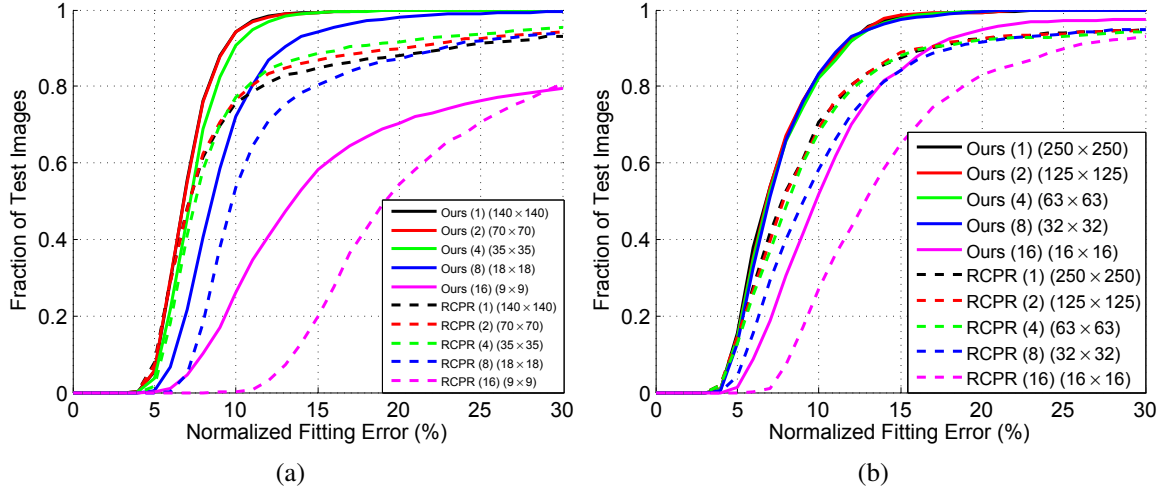 1
0.8
0.6
0.4
0.2
0
0 5 10 15 20 25 30
Fraction of Test Images
Normalized Fitting Error (%)
Ours (1) (140×140)
Ours (2) (70×70)
Ours (4) (35×35)
Ours (8) (18×18)
Ours (16) (9×9)
RCPR (1) (140×140)
RCPR (2) (70×70)
RCPR (4) (35×35)
RCPR (8) (18×18)
RCPR (16) (9×9)
(a)
1
0.8
0.6
0.4
0.2
0
0 5 10 15 20 25 30
Fraction of Test Images
Normalized Fitting Error (%)
Ours (1) (250×250)
Ours (2) (125×125)
Ours (4) (63×63)
Ours (8) (32×32)
Ours (16) (16×16)
RCPR (1) (250×250)
RCPR (2) (125×125)
RCPR (4) (63×63)
RCPR (8) (32×32)
RCPR (16) (16×16)
(b)